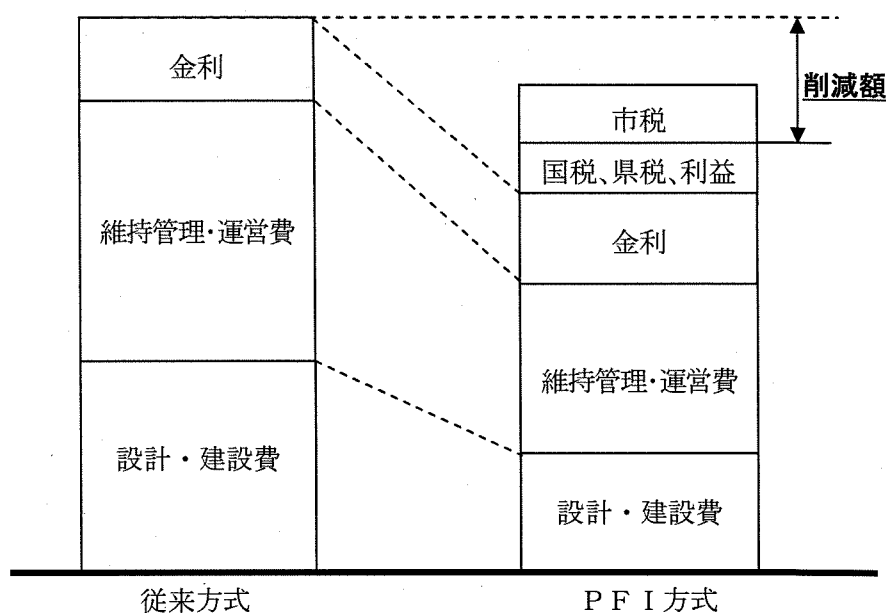 金利
維持管理・運営費
設計・建設費
従来方式
市税
国税、県税、利益
金利
維持管理・運営費
設計・建設費
ＰＦＩ方式
削減額